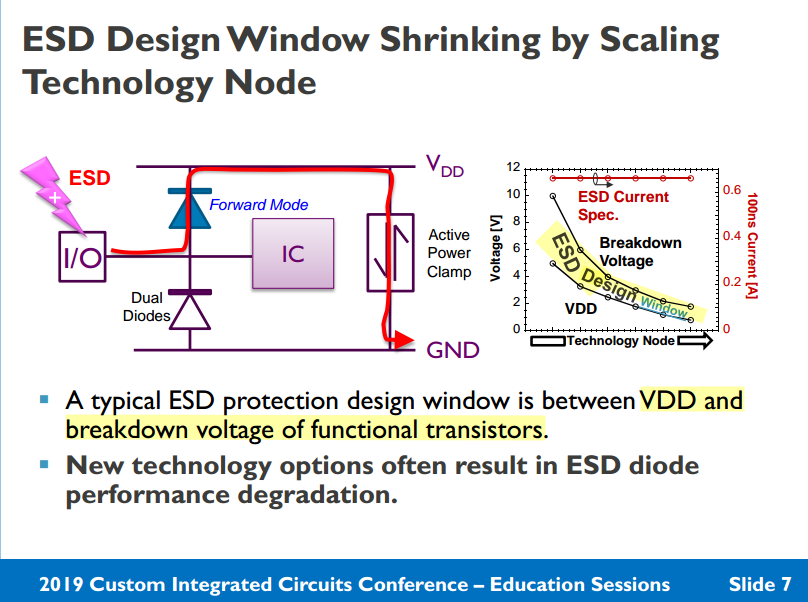 ESD Design Window Shrinking by Scaling
Technology Node
ESD
+
I/O
Forward Mode
IC
Dual
Diodes
VDD
Active
Power
Clamp
GND
12
10
8
6
4
2
0
Voltage [V]
ESD Current
Spec.
Breakdown
Voltage
ESD Design Window
VDD
0.6
0.4
0.2
0
100ns Current [A]
Technology Node
▪ A typical ESD protection design window is between VDD and
breakdown voltage of functional transistors.
▪ New technology options often result in ESD diode
performance degradation.
2019 Custom Integrated Circuits Conference – Education Sessions Slide 7